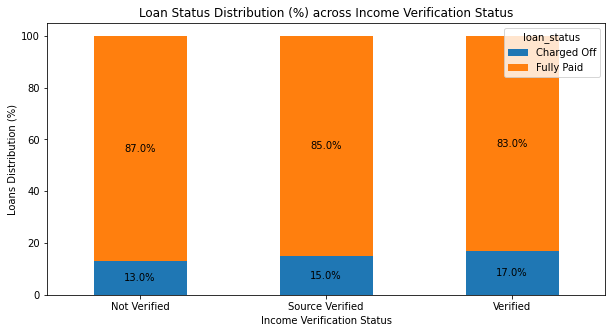 Loan Status Distribution (%) across Income Verification Status
loan_status
Charged Off
Fully Paid
Loans Distribution (%)
100
80
60
40
20
0
87.0%
85.0%
83.0%
13.0%
15.0%
17.0%
Not Verified
Source Verified
Verified
Income Verification Status